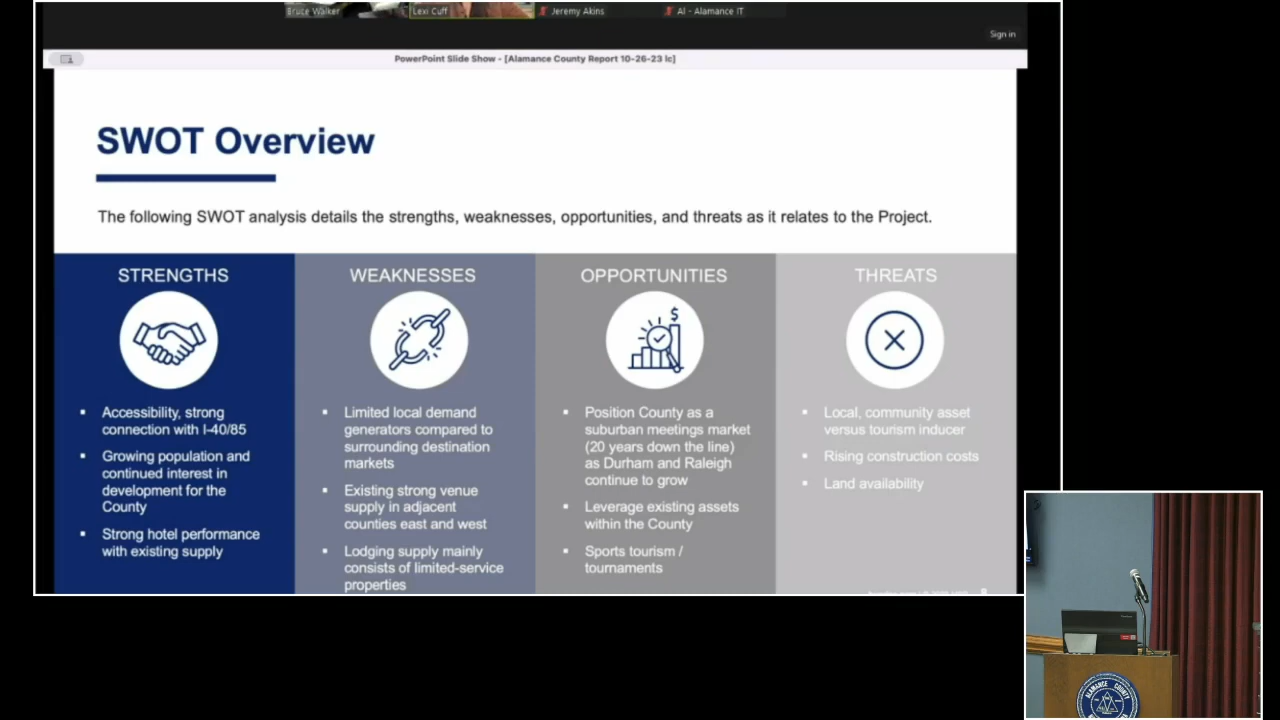 Bruce Walker
Lexi Cuff
Jeremy Akins
Al - Alamance IT
Sign in
PowerPoint Slide Show - [Alamance County Report 10-26-23 lc]
SWOT Overview
The following SWOT analysis details the strengths, weaknesses, opportunities, and threats as it relates to the Project.
STRENGTHS
▪ Accessibility, strong
connection with I-40/85
▪ Growing population and
continued interest in
development for the
County
▪ Strong hotel performance
with existing supply
WEAKNESSES
▪ Limited local demand
generators compared to
surrounding destination
markets
▪ Existing strong venue
supply in adjacent
counties east and west
▪ Lodging supply mainly
consists of limited-service
properties
OPPORTUNITIES
▪ Position County as a
suburban meetings market
(20 years down the line)
as Durham and Raleigh
continue to grow
▪ Leverage existing assets
within the County
▪ Sports tourism /
tournaments
THREATS
▪ Local, community asset
versus tourism inducer
▪ Rising construction costs
▪ Land availability
ALAMANCE COUNTY